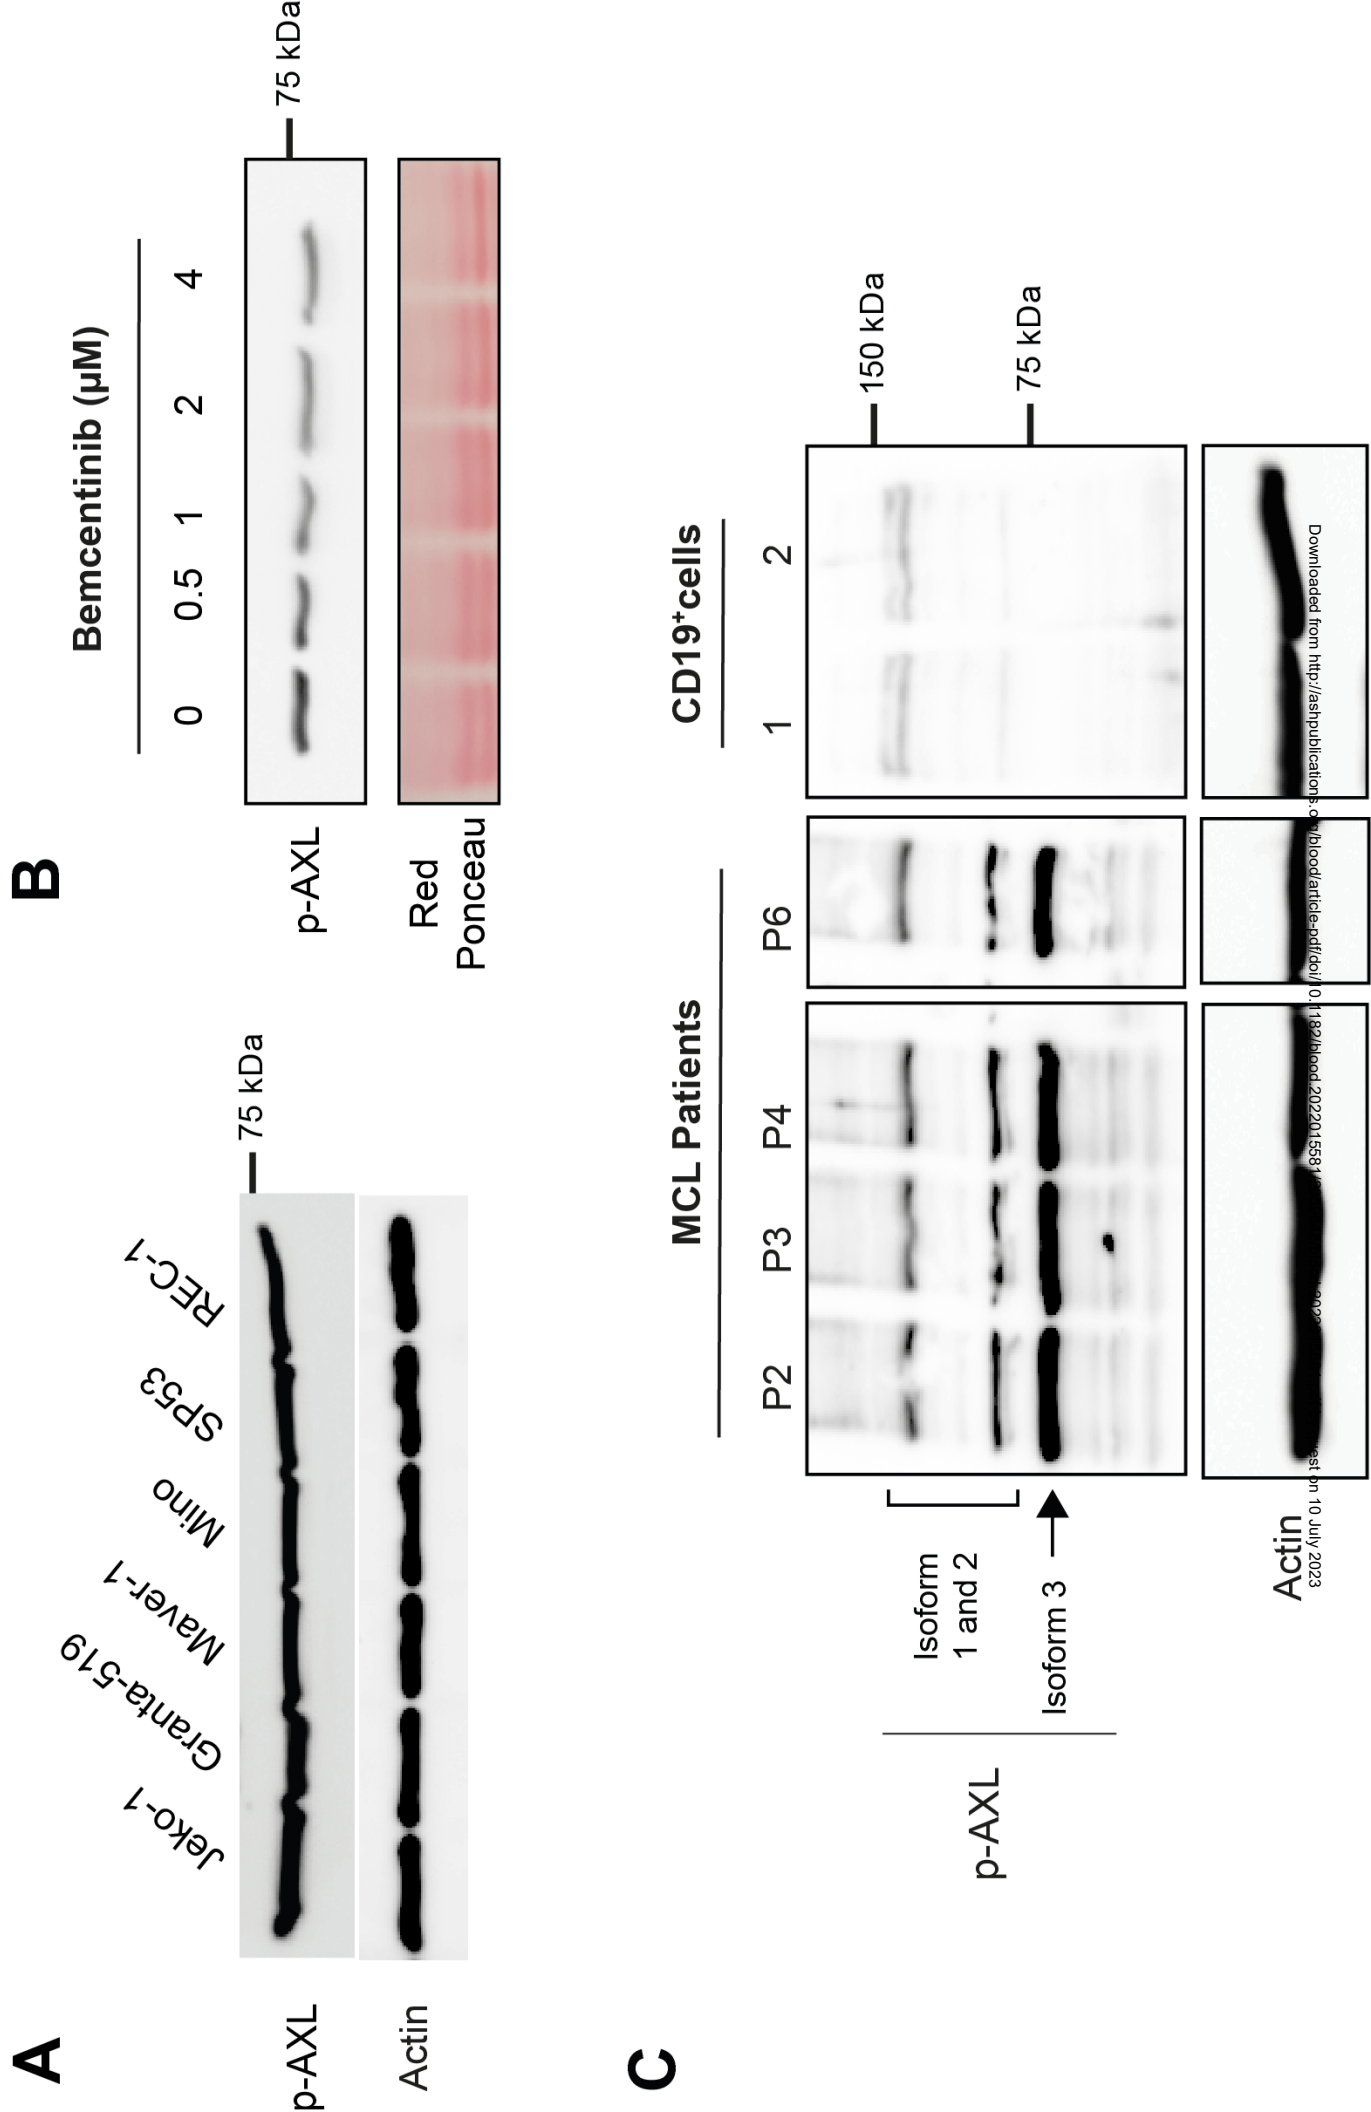 A
Jeko-1
Granta-519
Maver-1
Mino
SP53
REC-1
75 kDa
p-AXL
Actin
B
Bemcentinib (μM)
0 0.5 1 2 4
75 kDa
p-AXL
Red
Ponceau
C
MCL Patients
CD19⁺cells
P2 P3 P4 P6 1 2
150 kDa
75 kDa
p-AXL
Isoform
1 and 2
Isoform 3
Actin
Downloaded from http://ashpublications.org/blood/article-pdf/doi/10.1182/blood.2022015581/ on 10 July 2023